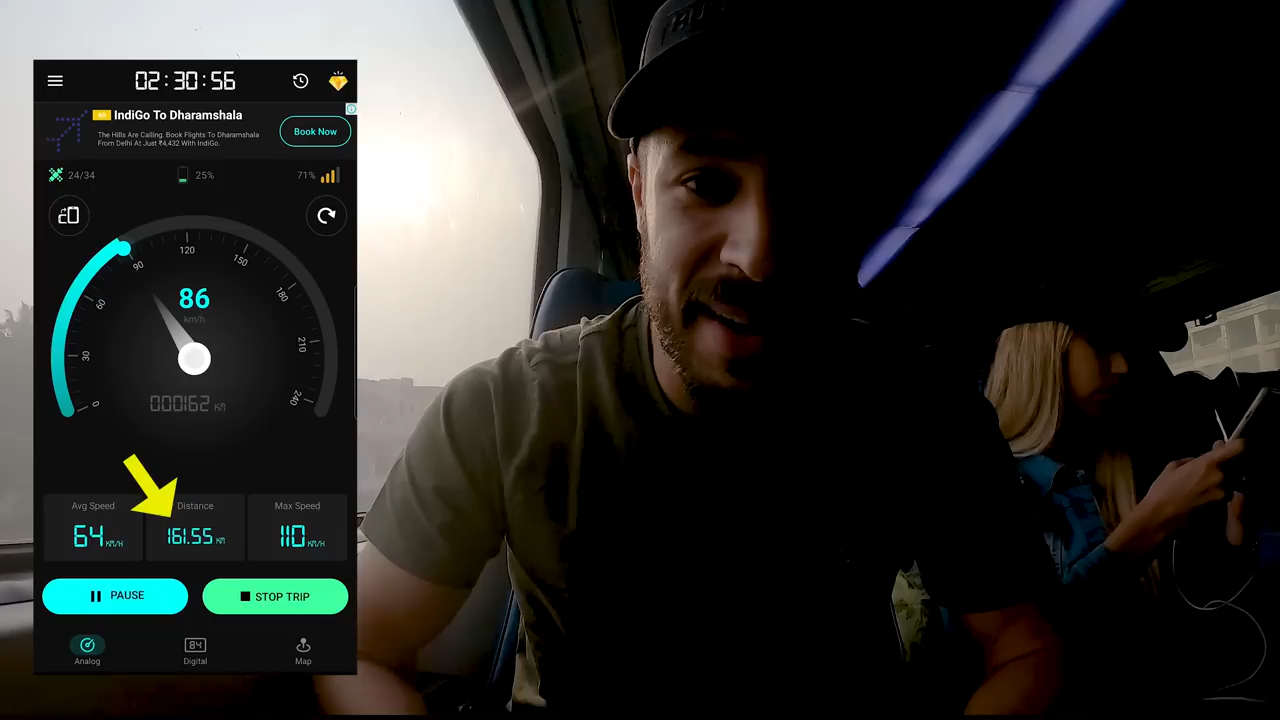 02:30:56
IndiGo To Dharamshala
The Hills Are Calling. Book Flights To Dharamshala
From Delhi At Just ₹4,432 With IndiGo.
Book Now
24/34
25%
71%
0
30
60
90
120
150
180
210
240
86
km/h
000162 KM
Avg Speed
64 KM/H
Distance
161.55 KM
Max Speed
110 KM/H
PAUSE
STOP TRIP
84
Analog
Digital
Map